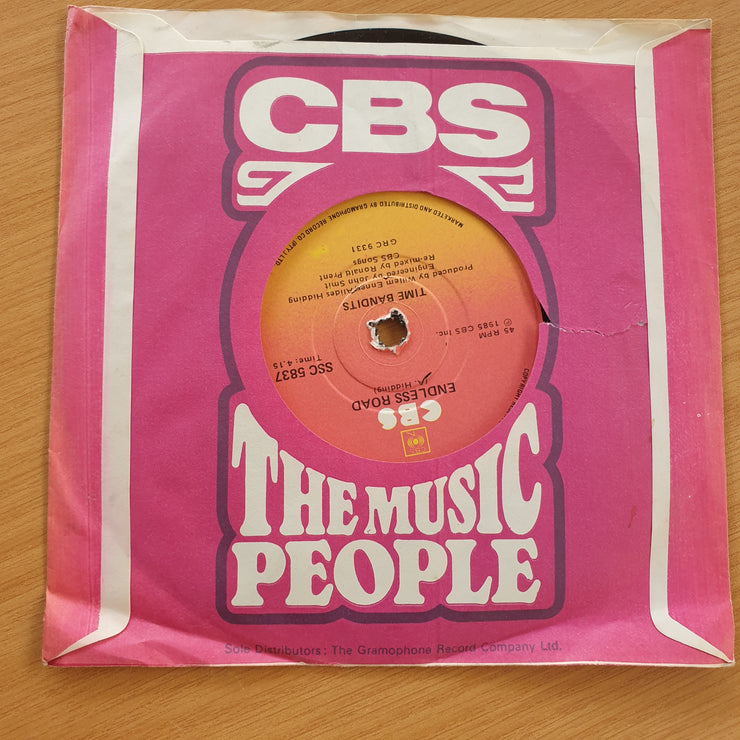 CBS
THE MUSIC
PEOPLE
Sole Distributors : The Gramophone Record Company Ltd.
CBS
CBS
ENDLESS ROAD
(A. Hidding)
SSC 5837
Time: 4.15
45 RPM
℗ 1985 CBS Inc.
TIME BANDITS
Produced by Willem Ennes/Alides Hidding
Engineered by John Smit
Re-mixed by Ronald Prent
CBS Songs
GRC 9331
MARKETED AND DISTRIBUTED BY GRAMOPHONE RECORD CO. (PTY.) LTD.
COPYRIGHT